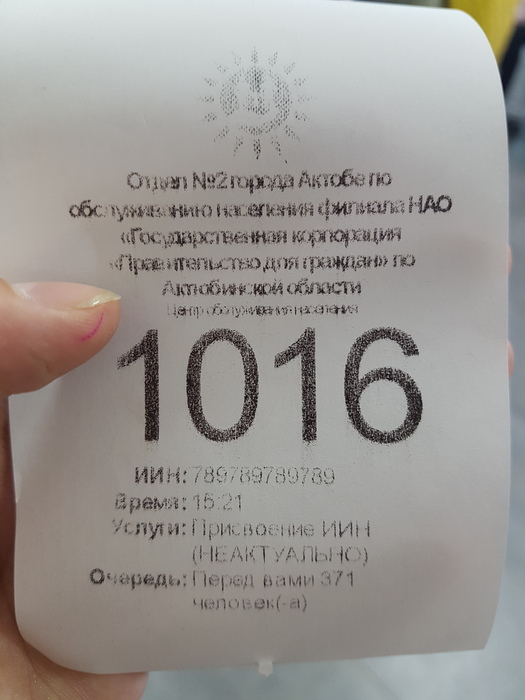 Отдел №2 города Актобе по
обслуживанию населения филиала НАО
«Государственная корпорация
«Правительство для граждан» по
Актюбинской области
Центр обслуживания населения
1016
ИИН: 789789789789
Время: 15:21
Услуги: Присвоение ИИН
(НЕАКТУАЛЬНО)
Очередь: Перед вами 371
человек(-а)